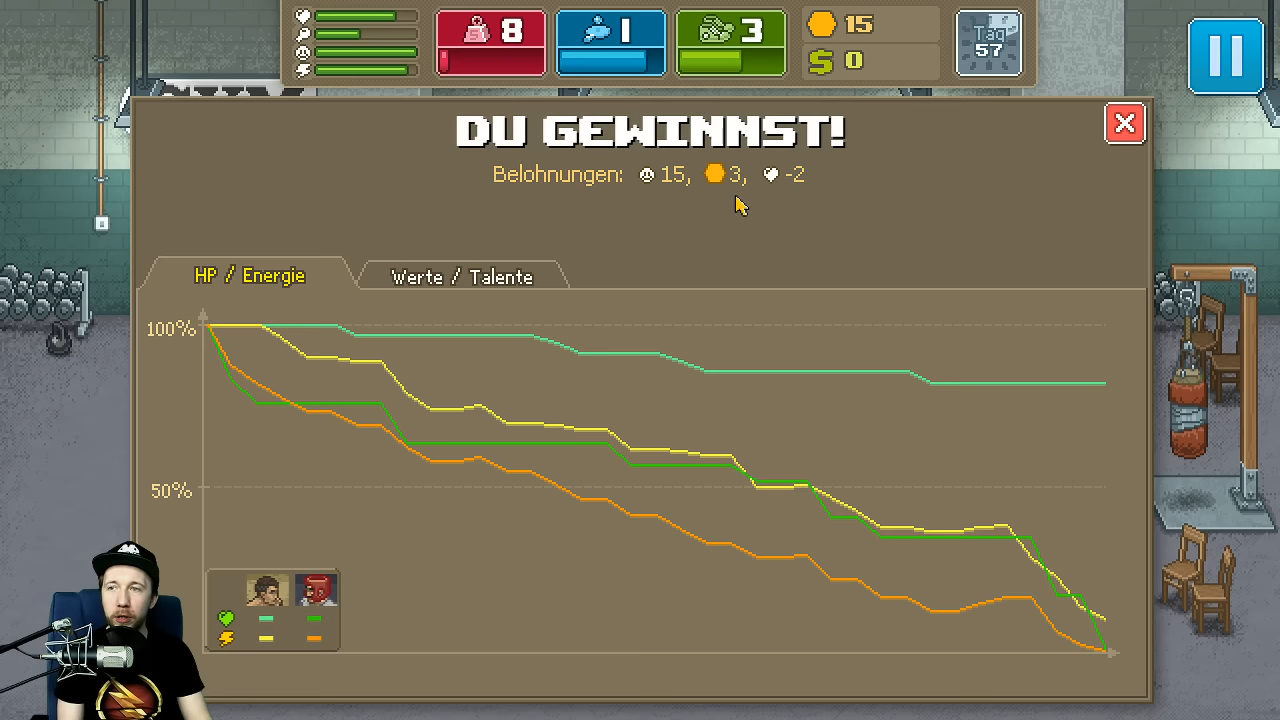 8
1
3
15
0
Tag
57
DU GEWINNST!
Belohnungen: 15, 3, -2
HP / Energie
Werte / Talente
100%
50%